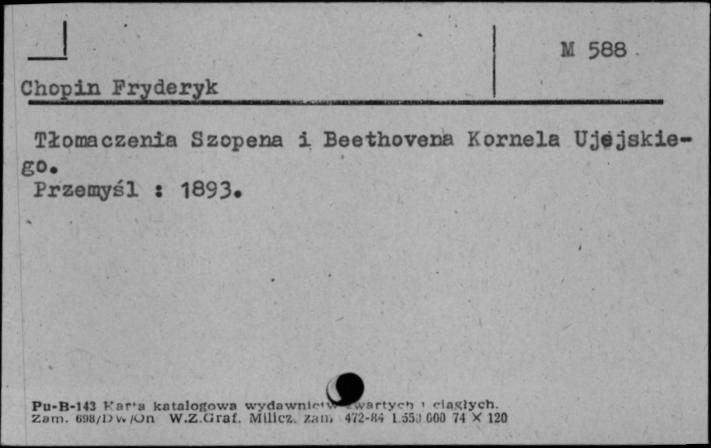 M 588
Chopin Fryderyk
Tłomaczenia Szopena i Beethovena Kornela Ujejskie-
go.
Przemyśl : 1893.
Pu-B-143 Karta katalogowa wydawnictw zwartych i ciągłych.
Zam. 698/Dw/On W.Z.Graf. Milicz, zam. 472-84 1.550.000 74 X 120